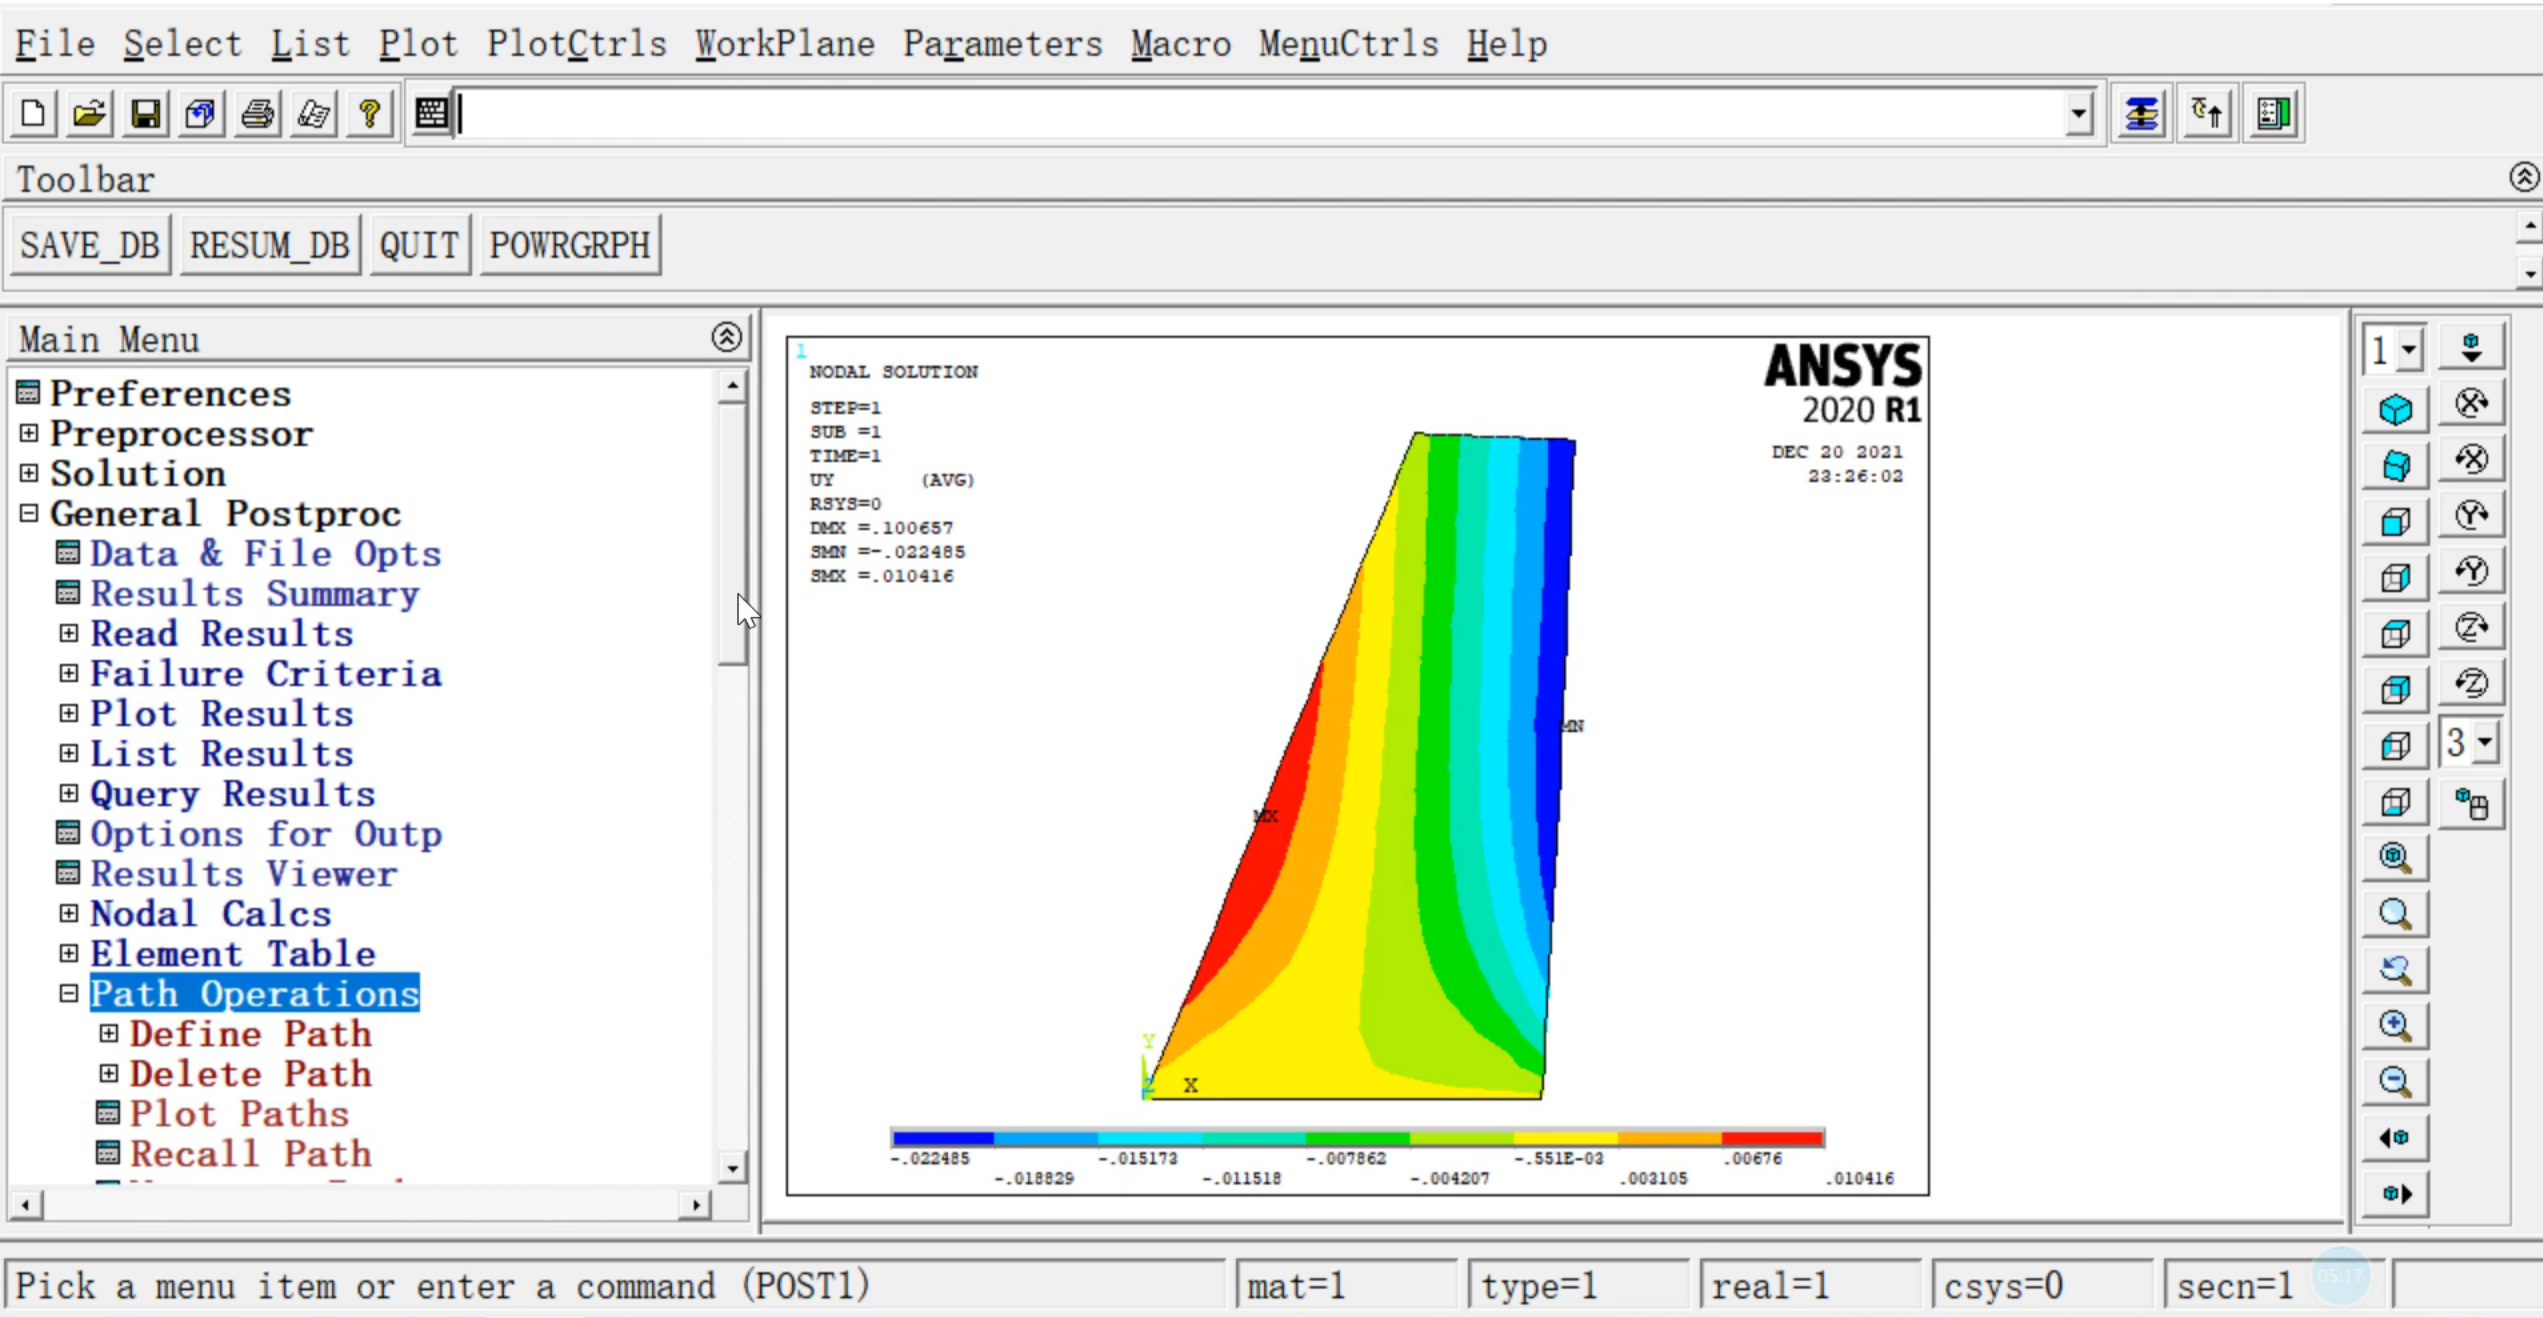 File Select List Plot PlotCtrls WorkPlane Parameters Macro MenuCtrls Help
Toolbar
SAVE_DB RESUM_DB QUIT POWRGRPH
Main Menu
Preferences
Preprocessor
Solution
General Postproc
Data & File Opts
Results Summary
Read Results
Failure Criteria
Plot Results
List Results
Query Results
Options for Outp
Results Viewer
Nodal Calcs
Element Table
Path Operations
Define Path
Delete Path
Plot Paths
Recall Path
1
NODAL SOLUTION
STEP=1
SUB =1
TIME=1
UY (AVG)
RSYS=0
DMX =.100657
SMN =-.022485
SMX =.010416
ANSYS
2020 R1
DEC 20 2021
23:26:02
MN
MX
Y
Z X
-.022485 -.015173 -.007862 -.551E-03 .00676
-.018829 -.011518 -.004207 .003105 .010416
1
X
X
Y
Y
Z
Z
3
Pick a menu item or enter a command (POST1) mat=1 type=1 real=1 csys=0 secn=1
05:17